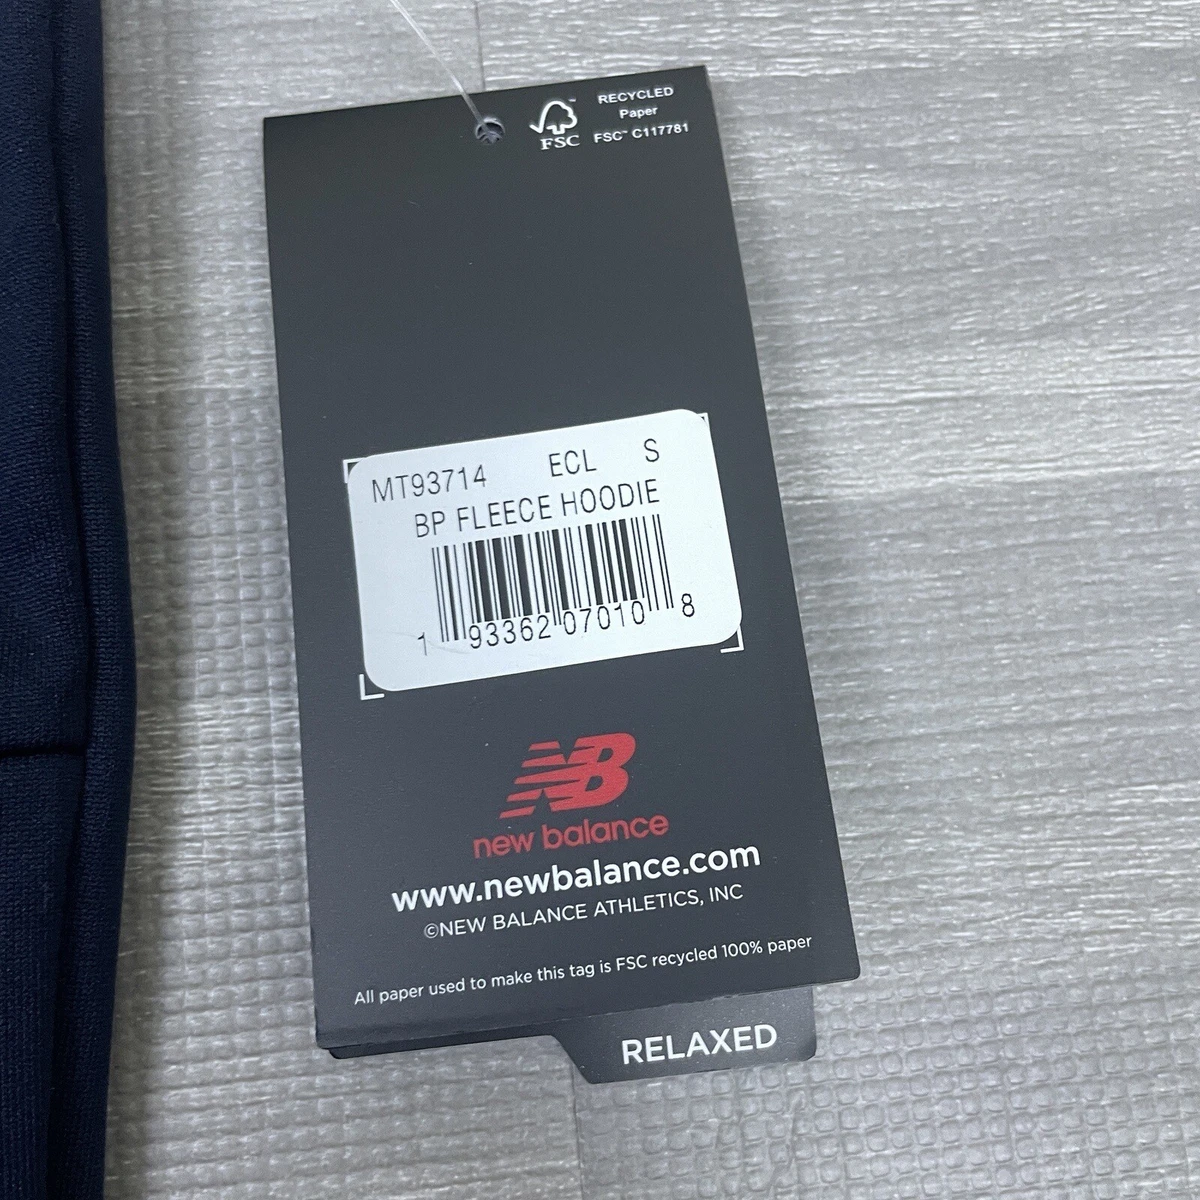 FSC
RECYCLED
Paper
FSC™ C117781
MT93714 ECL S
BP FLEECE HOODIE
1 93362 07010 8
NB
new balance
www.newbalance.com
©NEW BALANCE ATHLETICS, INC
All paper used to make this tag is FSC recycled 100% paper
RELAXED